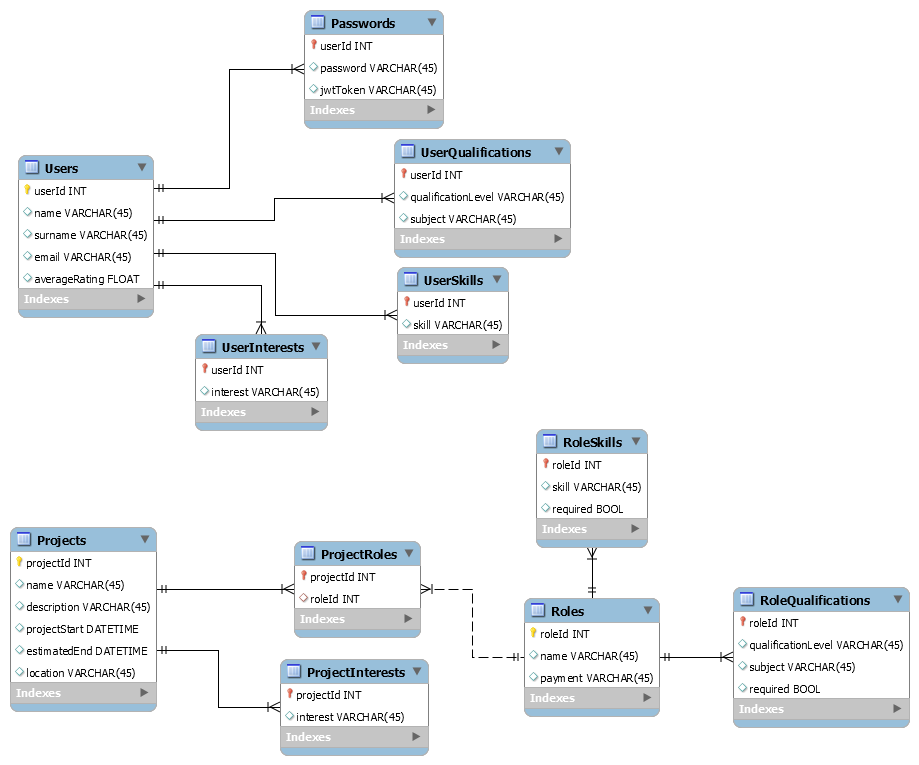 Passwords
userId INT
password VARCHAR(45)
jwtToken VARCHAR(45)
Indexes
UserQualifications
userId INT
qualificationLevel VARCHAR(45)
subject VARCHAR(45)
Indexes
Users
userId INT
name VARCHAR(45)
surname VARCHAR(45)
email VARCHAR(45)
averageRating FLOAT
Indexes
UserSkills
userId INT
skill VARCHAR(45)
Indexes
UserInterests
userId INT
interest VARCHAR(45)
Indexes
RoleSkills
roleId INT
skill VARCHAR(45)
required BOOL
Indexes
Projects
projectId INT
name VARCHAR(45)
description VARCHAR(45)
projectStart DATETIME
estimatedEnd DATETIME
location VARCHAR(45)
Indexes
ProjectRoles
projectId INT
roleId INT
Indexes
ProjectInterests
projectId INT
interest VARCHAR(45)
Indexes
Roles
roleId INT
name VARCHAR(45)
payment VARCHAR(45)
Indexes
RoleQualifications
roleId INT
qualificationLevel VARCHAR(45)
subject VARCHAR(45)
required BOOL
Indexes